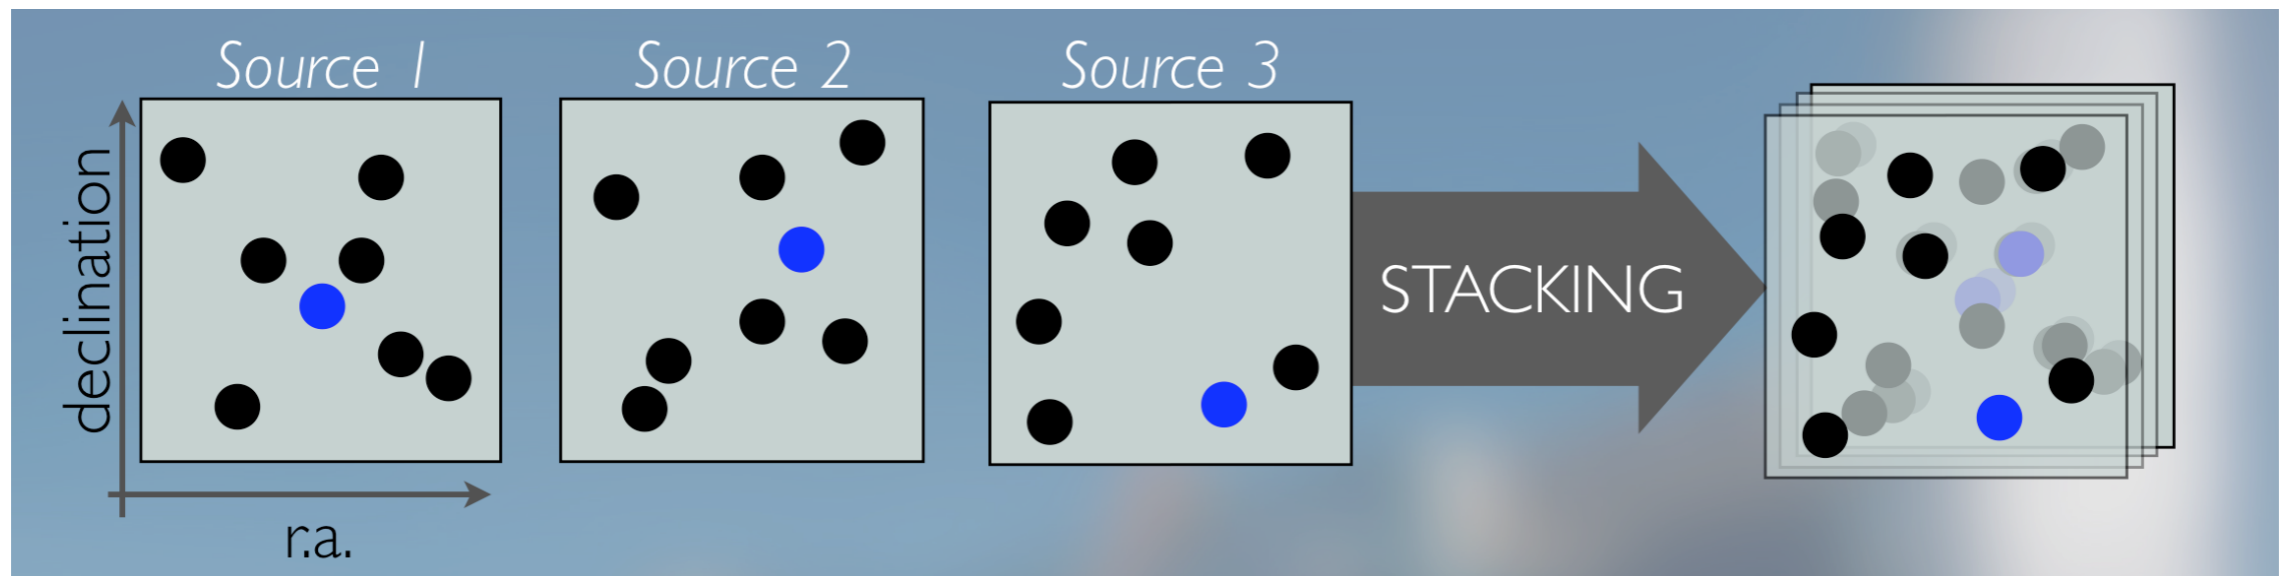 Source 1
Source 2
Source 3
declination
STACKING
r.a.